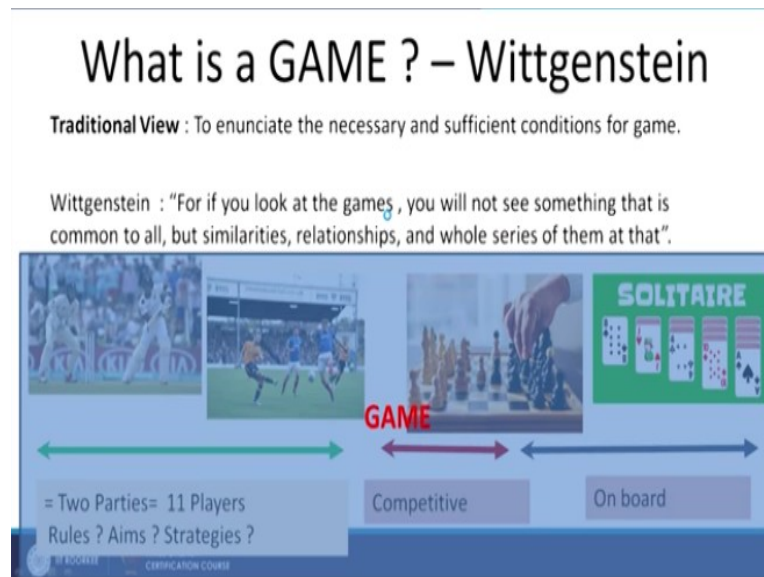 What is a GAME ? – Wittgenstein
Traditional View : To enunciate the necessary and sufficient conditions for game.
Wittgenstein : “For if you look at the games , you will not see something that is
common to all, but similarities, relationships, and whole series of them at that”.
SOLITAIRE
KIA
GAME
= Two Parties= 11 Players
Rules ? Aims ? Strategies ?
Competitive
On board
IIT ROORKEE
CERTIFICATION COURSE